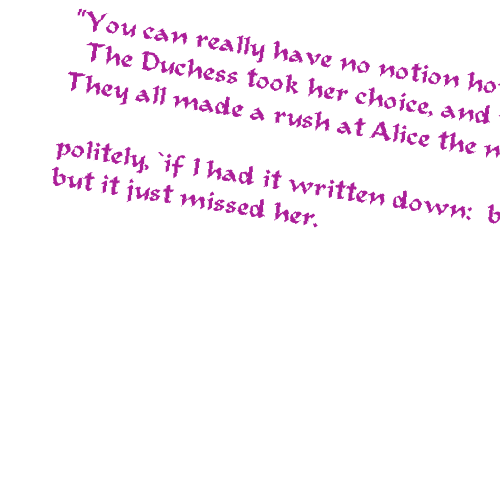 "You can really have no notion
The Duchess took her choice, and
They all made a rush at Alice the
politely, `if I had it written down:
but it just missed her.